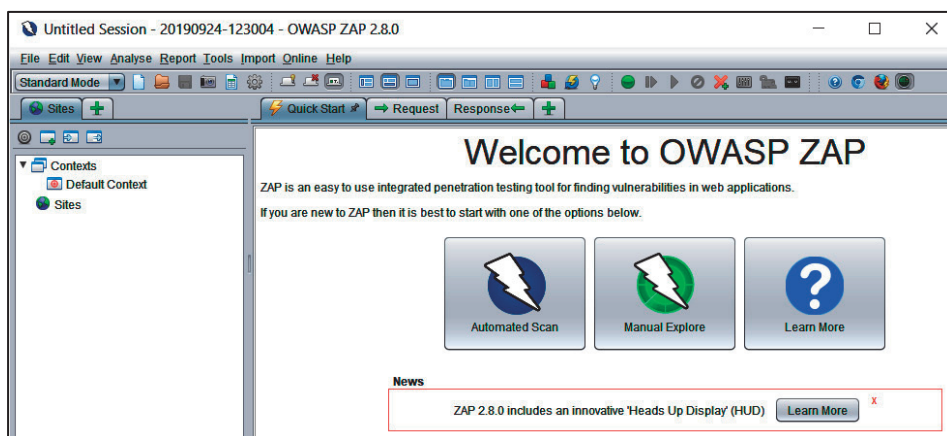 Untitled Session - 20190924-123004 - OWASP ZAP 2.8.0
File Edit View Analyse Report Tools Import Online Help
Standard Mode
Sites
Quick Start
Request
Response
Contexts
Default Context
Sites
Welcome to OWASP ZAP
ZAP is an easy to use integrated penetration testing tool for finding vulnerabilities in web applications.
If you are new to ZAP then it is best to start with one of the options below.
Automated Scan
Manual Explore
? Learn More
News
ZAP 2.8.0 includes an innovative 'Heads Up Display' (HUD)
Learn More
x